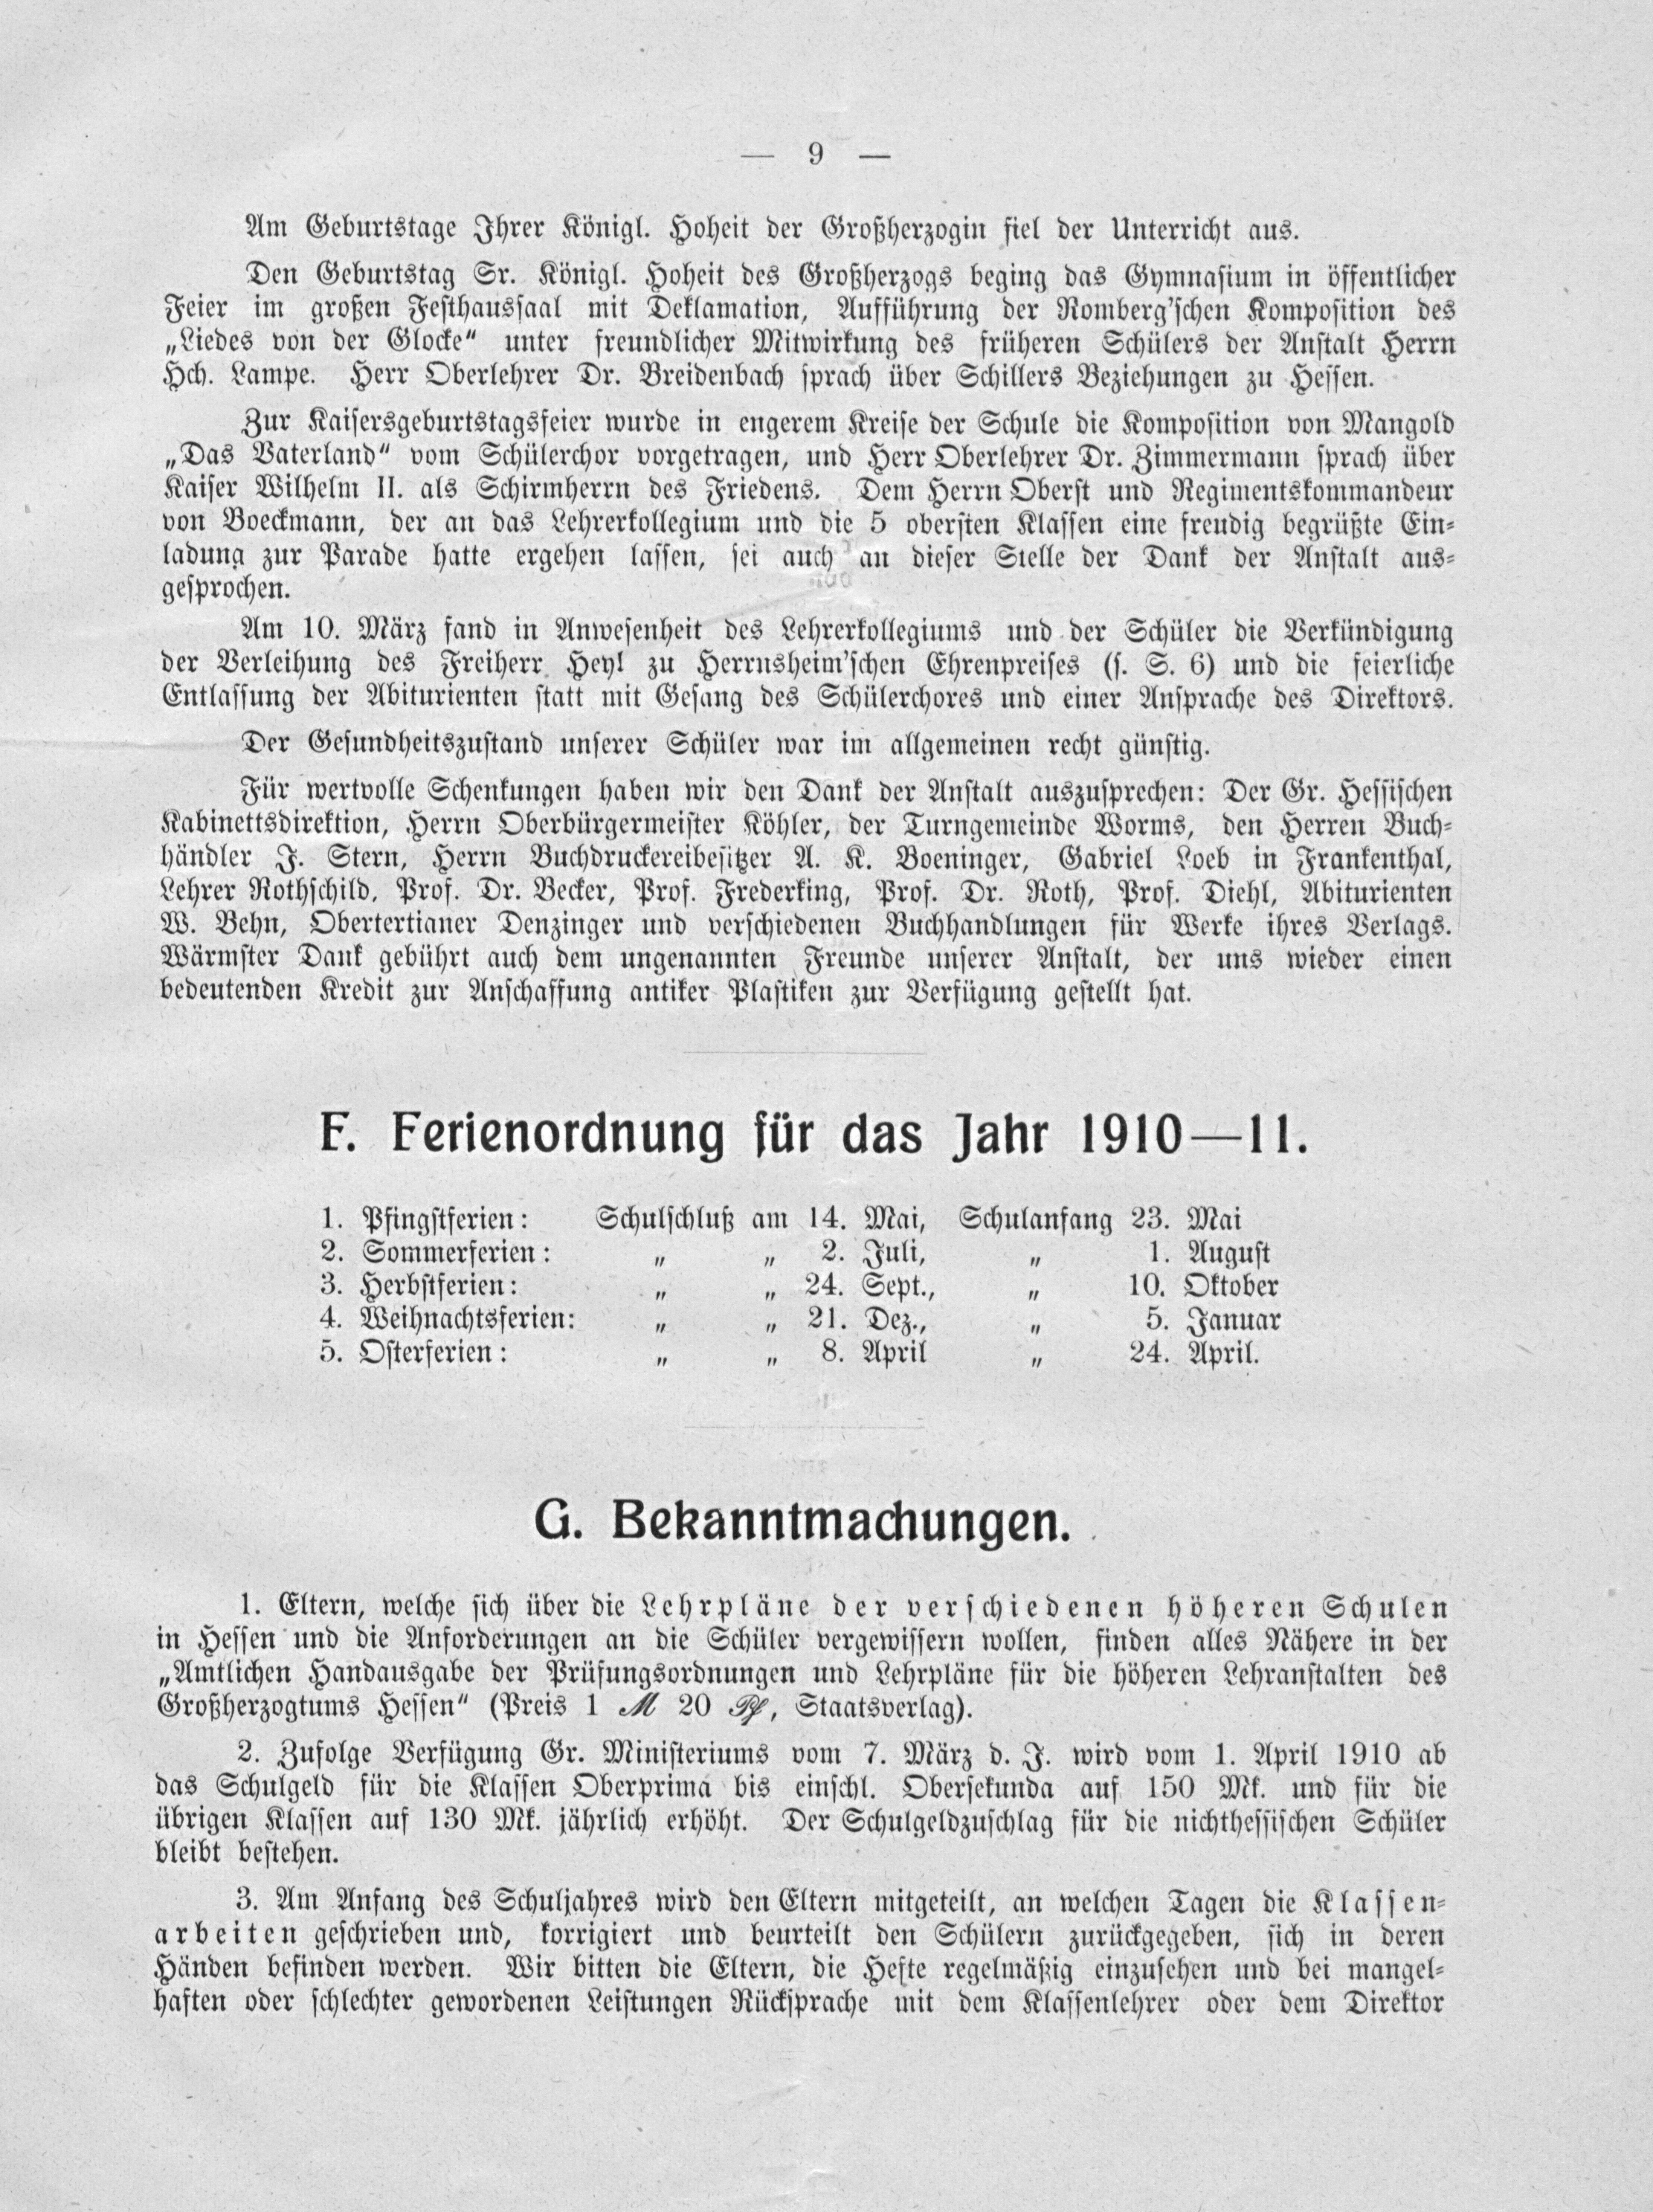 — 9 —
Am Geburtstage Ihrer Königl. Hoheit der Großherzogin fiel der Unterricht aus.
Den Geburtstag Sr. Königl. Hoheit des Großherzogs beging das Gymnasium in öffentlicher
Feier im großen Festhaussaal mit Deklamation, Aufführung der Romberg'schen Komposition des
„Liedes von der Glocke“ unter freundlicher Mitwirkung des früheren Schülers der Anstalt Herrn
Hch. Lampe. Herr Oberlehrer Dr. Breidenbach sprach über Schillers Beziehungen zu Hessen.
Zur Kaisersgeburtstagsfeier wurde in engerem Kreise der Schule die Komposition von Mangold
„Das Vaterland“ vom Schülerchor vorgetragen, und Herr Oberlehrer Dr. Zimmermann sprach über
Kaiser Wilhelm II. als Schirmherrn des Friedens. Dem Herrn Oberst und Regimentskommandeur
von Boeckmann, der an das Lehrerkollegium und die 5 obersten Klassen eine freudig begrüßte Ein-
ladung zur Parade hatte ergehen lassen, sei auch an dieser Stelle der Dank der Anstalt aus-
gesprochen.
Am 10. März fand in Anwesenheit des Lehrerkollegiums und der Schüler die Verkündigung
der Verleihung des Freiherr Heyl zu Herrnsheim'schen Ehrenpreises (s. S. 6) und die feierliche
Entlassung der Abiturienten statt mit Gesang des Schülerchores und einer Ansprache des Direktors.
Der Gesundheitszustand unserer Schüler war im allgemeinen recht günstig.
Für wertvolle Schenkungen haben wir den Dank der Anstalt auszusprechen: Der Gr. Hessischen
Kabinettsdirektion, Herrn Oberbürgermeister Köhler, der Turngemeinde Worms, den Herren Buch-
händler J. Stern, Herrn Buchdruckereibesitzer A. K. Boeninger, Gabriel Loeb in Frankenthal,
Lehrer Rothschild, Prof. Dr. Becker, Prof. Frederking, Prof. Dr. Roth, Prof. Diehl, Abiturienten
W. Behn, Obertertianer Denzinger und verschiedenen Buchhandlungen für Werke ihres Verlags.
Wärmster Dank gebührt auch dem ungenannten Freunde unserer Anstalt, der uns wieder einen
bedeutenden Kredit zur Anschaffung antiker Plastiken zur Verfügung gestellt hat.
F. Ferienordnung für das Jahr 1910—11.
1. Pfingstferien: Schulschluß am 14. Mai, Schulanfang 23. Mai
2. Sommerferien: „ „ 2. Juli, „ 1. August
3. Herbstferien: „ „ 24. Sept., „ 10. Oktober
4. Weihnachtsferien: „ „ 21. Dez., „ 5. Januar
5. Osterferien: „ „ 8. April „ 24. April.
G. Bekanntmachungen.
1. Eltern, welche sich über die Lehrpläne der verschiedenen höheren Schulen
in Hessen und die Anforderungen an die Schüler vergewissern wollen, finden alles Nähere in der
„Amtlichen Handausgabe der Prüfungsordnungen und Lehrpläne für die höheren Lehranstalten des
Großherzogtums Hessen“ (Preis 1 M 20 Pf, Staatsverlag).
2. Zufolge Verfügung Gr. Ministeriums vom 7. März d. J. wird vom 1. April 1910 ab
das Schulgeld für die Klassen Oberprima bis einschl. Obersekunda auf 150 Mk. und für die
übrigen Klassen auf 130 Mk. jährlich erhöht. Der Schulgeldzuschlag für die nichthessischen Schüler
bleibt bestehen.
3. Am Anfang des Schuljahres wird den Eltern mitgeteilt, an welchen Tagen die Klassen-
arbeiten geschrieben und, korrigiert und beurteilt den Schülern zurückgegeben, sich in deren
Händen befinden werden. Wir bitten die Eltern, die Hefte regelmäßig einzusehen und bei mangel-
haften oder schlechter gewordenen Leistungen Rücksprache mit dem Klassenlehrer oder dem Direktor